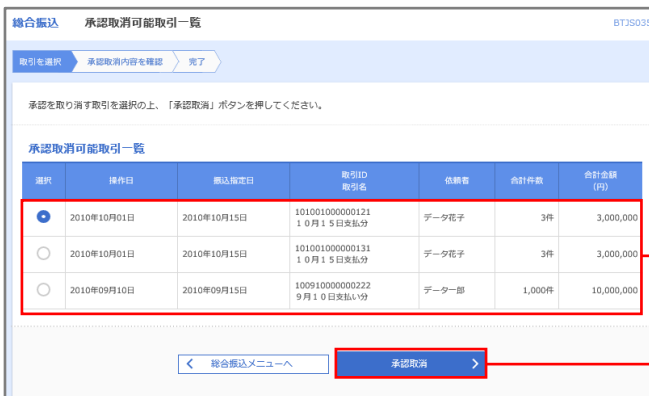 総合振込 承認取消可能取引一覧 BTJS035
取引を選択 承認取消内容を確認 完了
承認を取り消す取引を選択の上、「承認取消」ボタンを押してください。
承認取消可能取引一覧
選択 操作日 振込指定日 取引ID 取引名 依頼者 合計件数 合計金額 (円)
2010年10月01日 2010年10月15日 101001000000121 データ花子 3件 3,000,000
10月15日支払分
2010年10月01日 2010年10月15日 101001000000131 データ花子 3件 3,000,000
10月15日支払分
2010年09月10日 2010年09月15日 100910000000222 データ一郎 1,000件 10,000,000
9月10日支払い分
総合振込メニューへ 承認取消